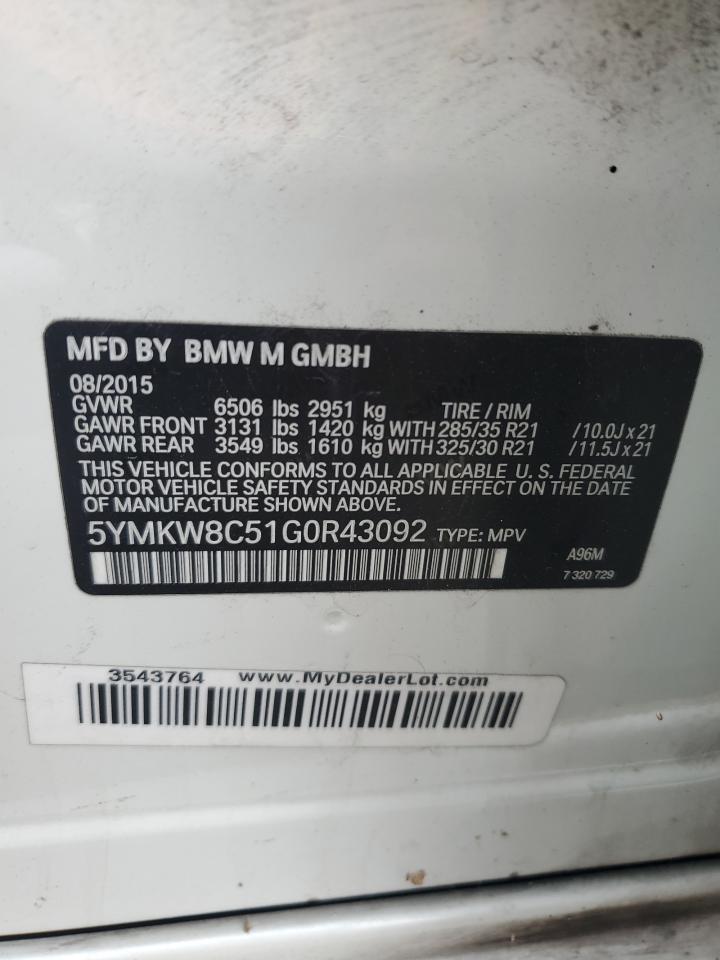 MFD BY BMW M GMBH
08/2015
GVWR 6506 lbs 2951 kg TIRE / RIM
GAWR FRONT 3131 lbs 1420 kg WITH 285/35 R21 /10.0J x 21
GAWR REAR 3549 lbs 1610 kg WITH 325/30 R21 /11.5J x 21
THIS VEHICLE CONFORMS TO ALL APPLICABLE U. S. FEDERAL
MOTOR VEHICLE SAFETY STANDARDS IN EFFECT ON THE DATE
OF MANUFACTURE SHOWN ABOVE.
5YMKW8C51G0R43092 TYPE: MPV
A96M
7 320 729
3543764 www.MyDealerLot.com